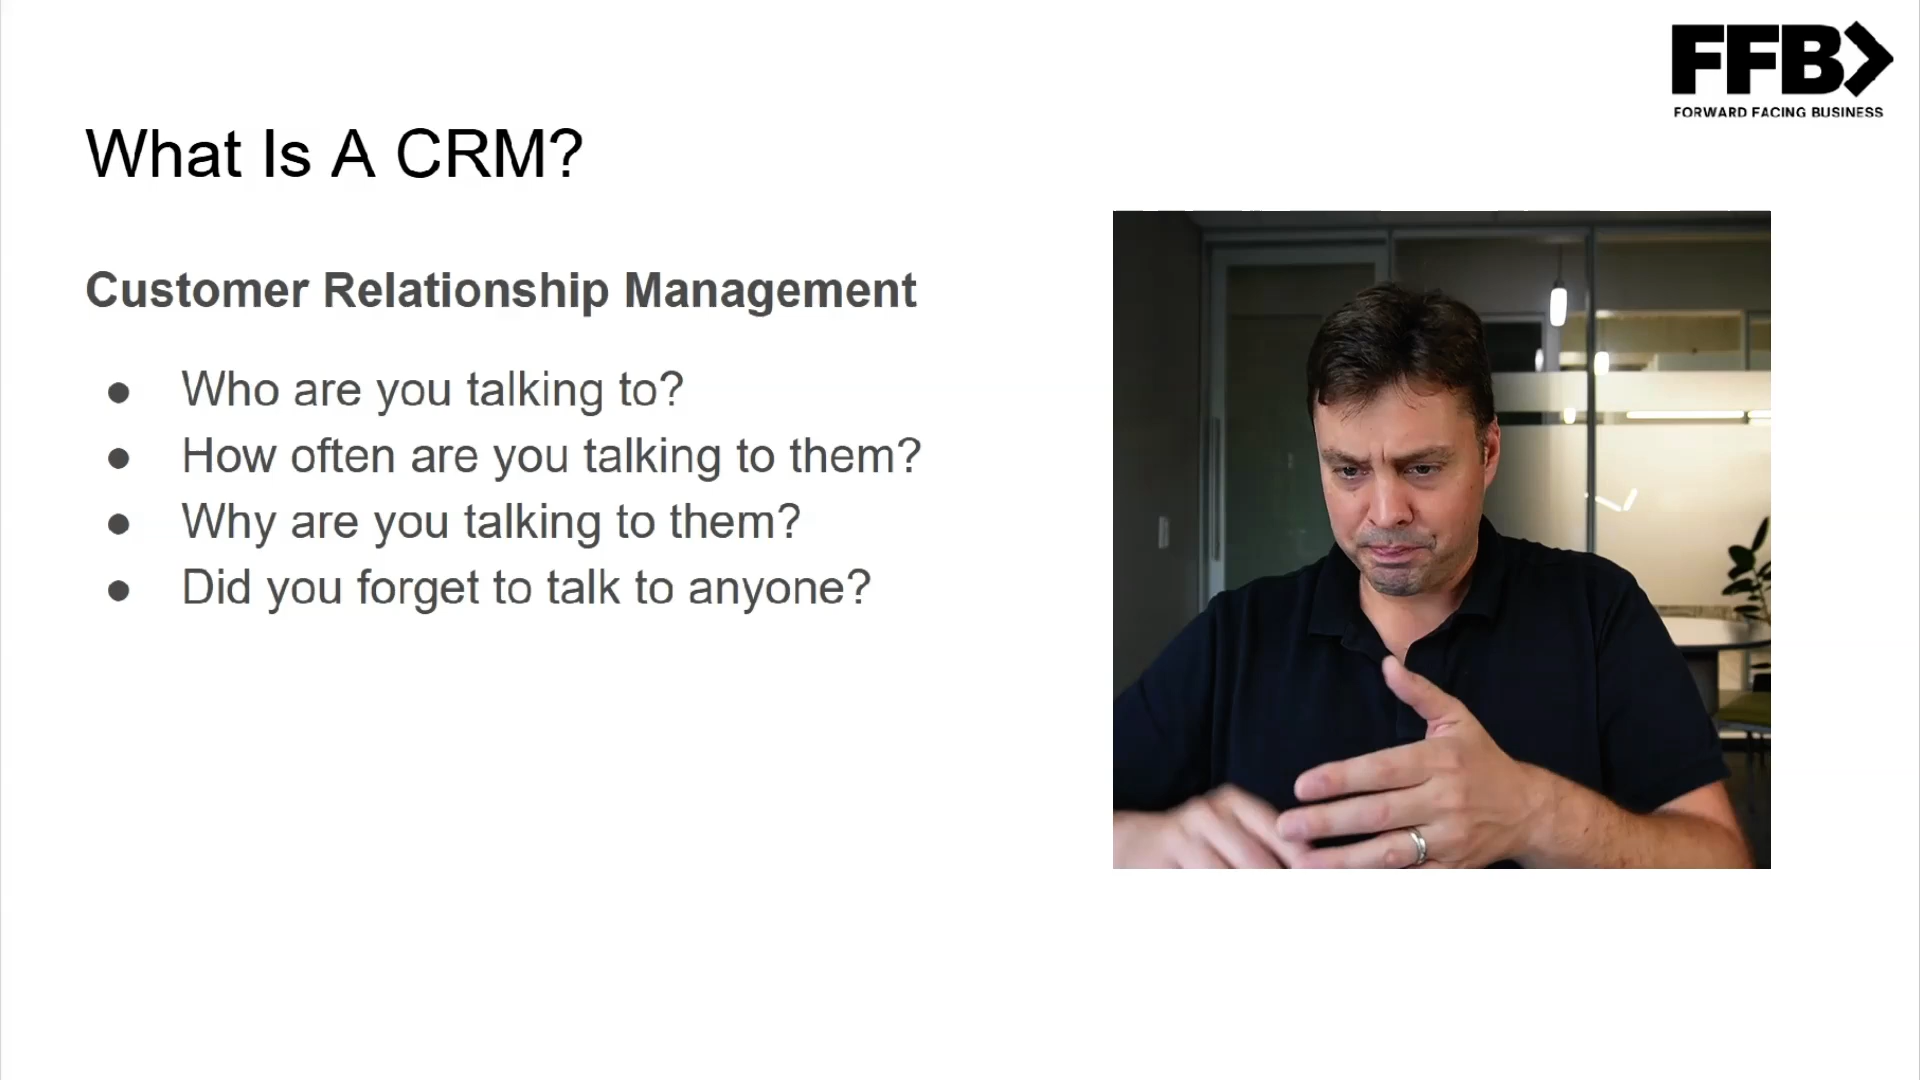 FFB
FORWARD FACING BUSINESS
What Is A CRM?
Customer Relationship Management
● Who are you talking to?
● How often are you talking to them?
● Why are you talking to them?
● Did you forget to talk to anyone?